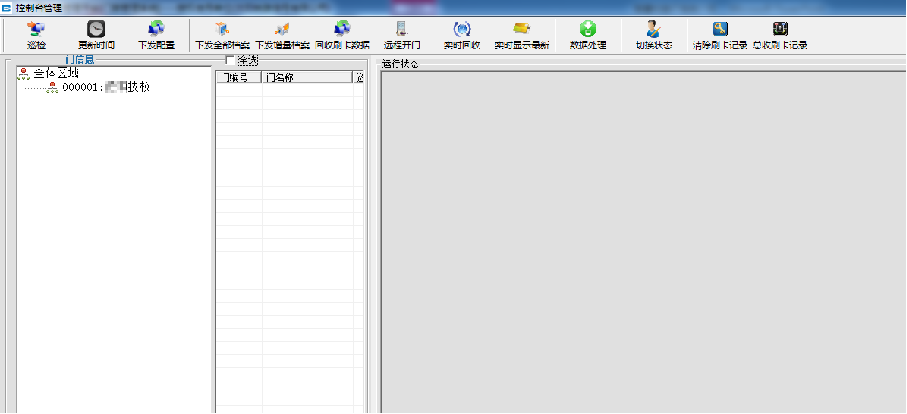 控制台管理
巡检 更新时间 下发配置 下发全部档案 下发增量档案 回收刷卡数据 远程开门 实时回收 实时显示最新 数据处理 切换状态 清除刷卡记录 总收刷卡记录
门信息 全选 运行状态
全体区域 门编号 门名称
000001: 技校